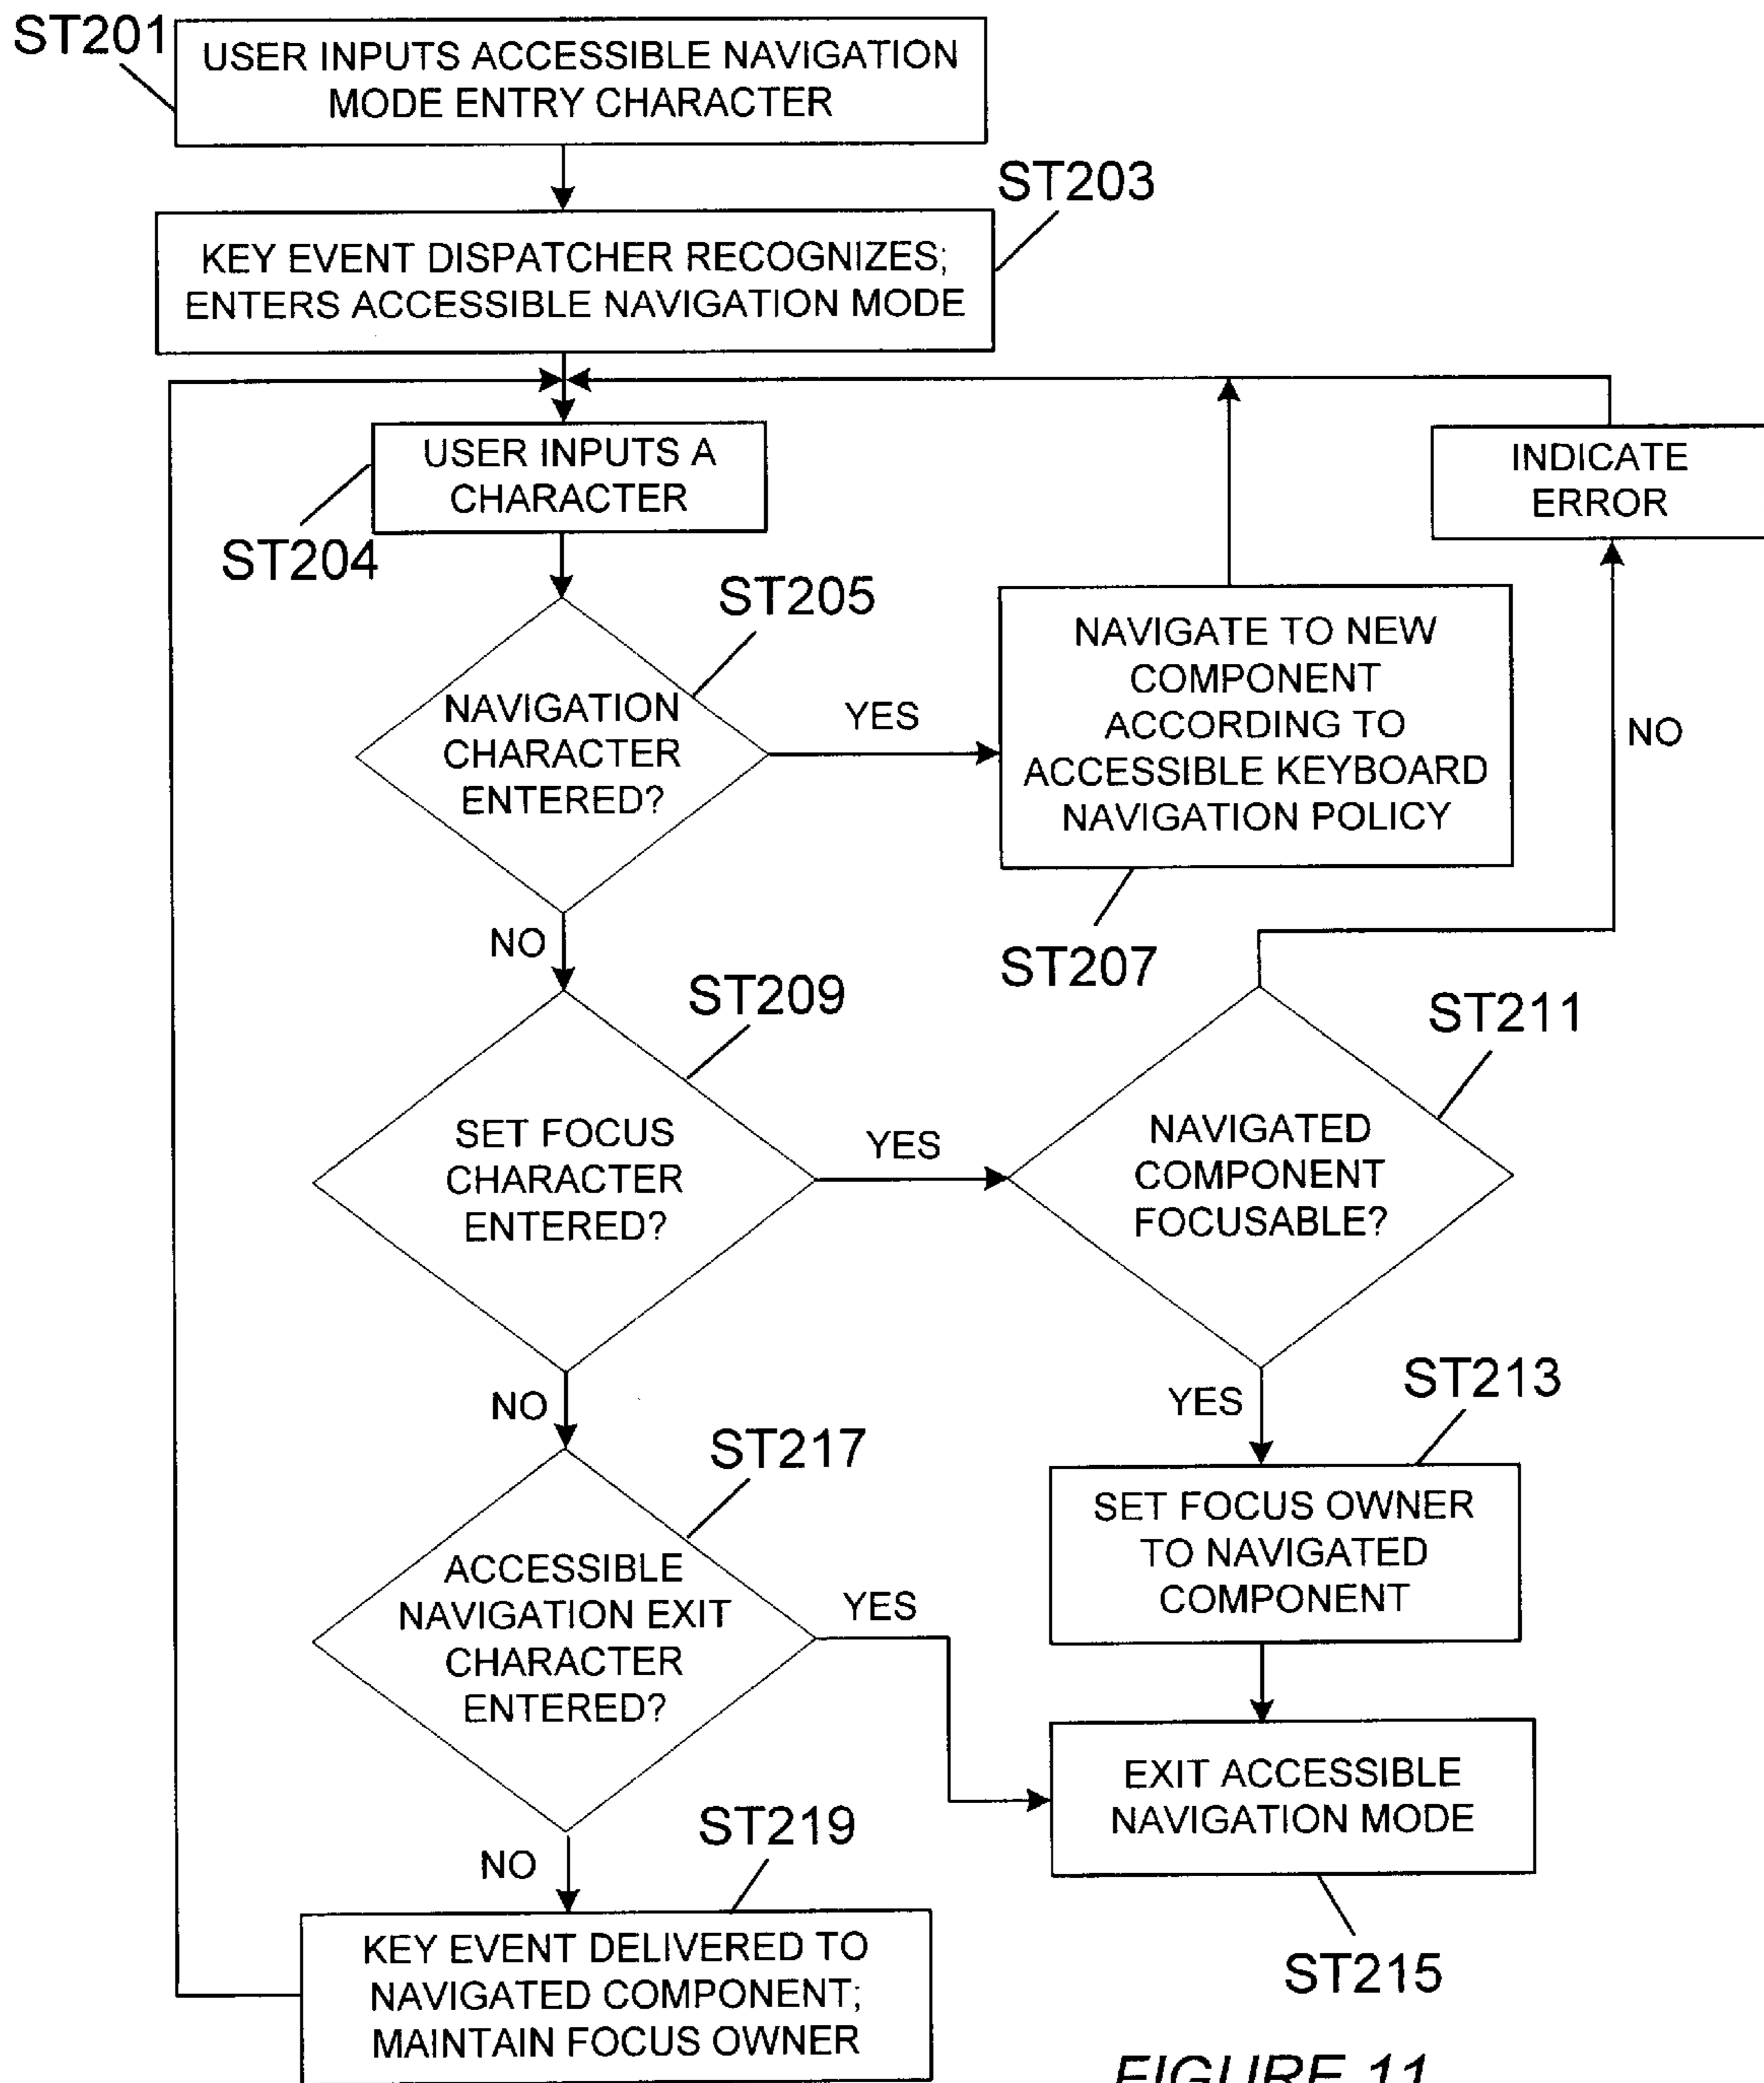 ST201
USER INPUTS ACCESSIBLE NAVIGATION
MODE ENTRY CHARACTER
ST203
KEY EVENT DISPATCHER RECOGNIZES;
ENTERS ACCESSIBLE NAVIGATION MODE
USER INPUTS A
CHARACTER
ST204
INDICATE
ERROR
ST205
NAVIGATION
CHARACTER
ENTERED?
YES
NAVIGATE TO NEW
COMPONENT
ACCORDING TO
ACCESSIBLE KEYBOARD
NAVIGATION POLICY
NO
ST207
NO
ST209
SET FOCUS
CHARACTER
ENTERED?
YES
ST211
NAVIGATED
COMPONENT
FOCUSABLE?
NO
YES
ST213
SET FOCUS OWNER
TO NAVIGATED
COMPONENT
ST217
ACCESSIBLE
NAVIGATION EXIT
CHARACTER
ENTERED?
YES
EXIT ACCESSIBLE
NAVIGATION MODE
ST215
NO
ST219
KEY EVENT DELIVERED TO
NAVIGATED COMPONENT;
MAINTAIN FOCUS OWNER
FIGURE 11